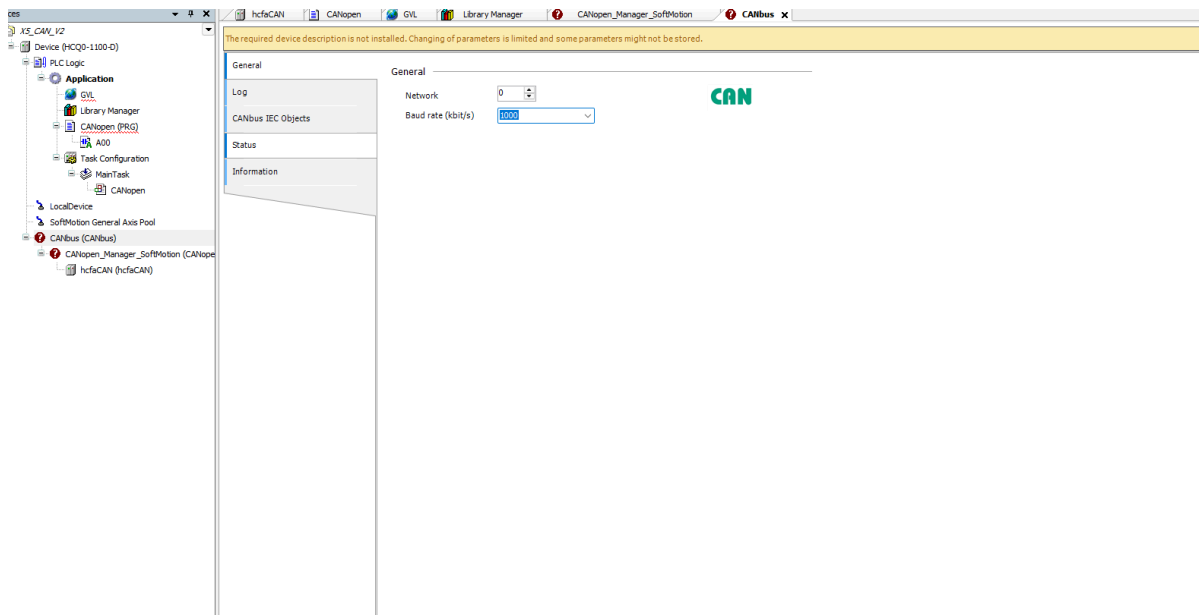 ces
X5_CAN_V2
Device (HCQ0-1100-D)
PLC Logic
Application
GVL
Library Manager
CANopen (PRG)
A00
Task Configuration
MainTask
CANopen
LocalDevice
SoftMotion General Axis Pool
CANbus (CANbus)
CANopen_Manager_SoftMotion (CANope
hcfaCAN (hcfaCAN)
hcfaCAN CANopen GVL Library Manager CANopen_Manager_SoftMotion CANbus
The required device description is not installed. Changing of parameters is limited and some parameters might not be stored.
General
Log
CANbus IEC Objects
Status
Information
General
Network 0
Baud rate (kbit/s) 1000
CAN